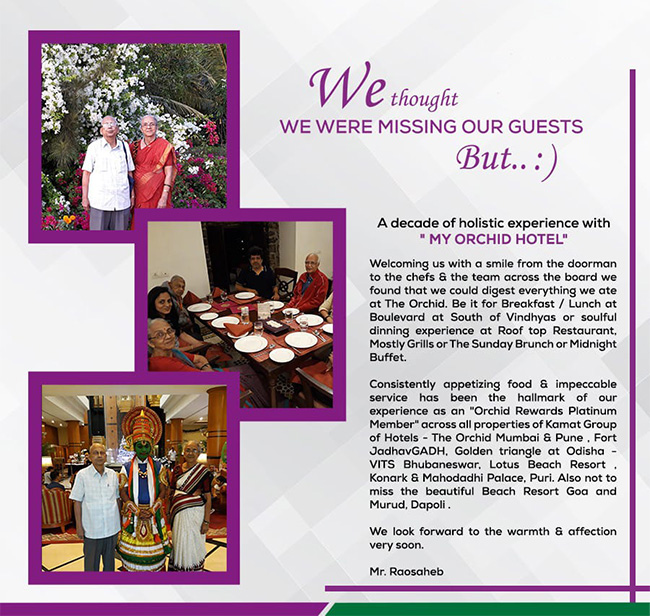 We thought
WE WERE MISSING OUR GUESTS
But.. :)
A decade of holistic experience with
" MY ORCHID HOTEL"
Welcoming us with a smile from the doorman
to the chefs & the team across the board we
found that we could digest everything we ate
at The Orchid. Be it for Breakfast / Lunch at
Boulevard at South of Vindhyas or soulful
dinning experience at Roof top Restaurant,
Mostly Grills or The Sunday Brunch or Midnight
Buffet.
Consistently appetizing food & impeccable
service has been the hallmark of our
experience as an "Orchid Rewards Platinum
Member" across all properties of Kamat Group
of Hotels - The Orchid Mumbai & Pune , Fort
JadhavGADH, Golden triangle at Odisha -
VITS Bhubaneswar, Lotus Beach Resort ,
Konark & Mahodadhi Palace, Puri. Also not to
miss the beautiful Beach Resort Goa and
Murud, Dapoli .
We look forward to the warmth & affection
very soon.
Mr. Raosaheb